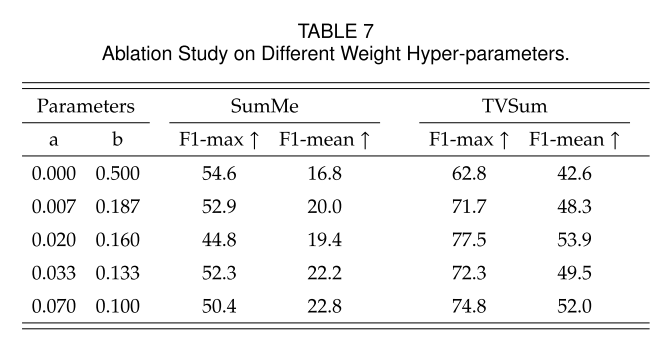 TABLE 7
Ablation Study on Different Weight Hyper-parameters.
Parameters SumMe TVSum
a b F1-max ↑ F1-mean ↑ F1-max ↑ F1-mean ↑
0.000 0.500 54.6 16.8 62.8 42.6
0.007 0.187 52.9 20.0 71.7 48.3
0.020 0.160 44.8 19.4 77.5 53.9
0.033 0.133 52.3 22.2 72.3 49.5
0.070 0.100 50.4 22.8 74.8 52.0